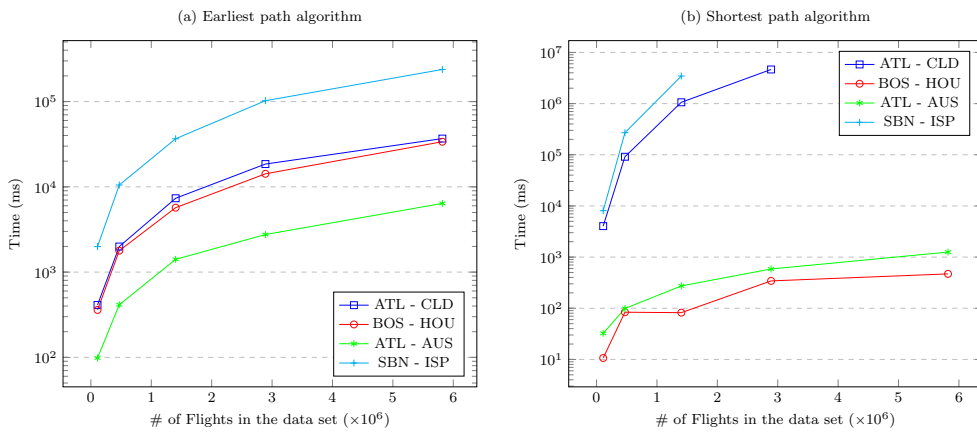 (a) Earliest path algorithm
10^5
10^4
10^3
10^2
Time (ms)
0 1 2 3 4 5 6
# of Flights in the data set (×10^6)
ATL - CLD
BOS - HOU
ATL - AUS
SBN - ISP
(b) Shortest path algorithm
10^7
10^6
10^5
10^4
10^3
10^2
10^1
Time (ms)
0 1 2 3 4 5 6
# of Flights in the data set (×10^6)
ATL - CLD
BOS - HOU
ATL - AUS
SBN - ISP